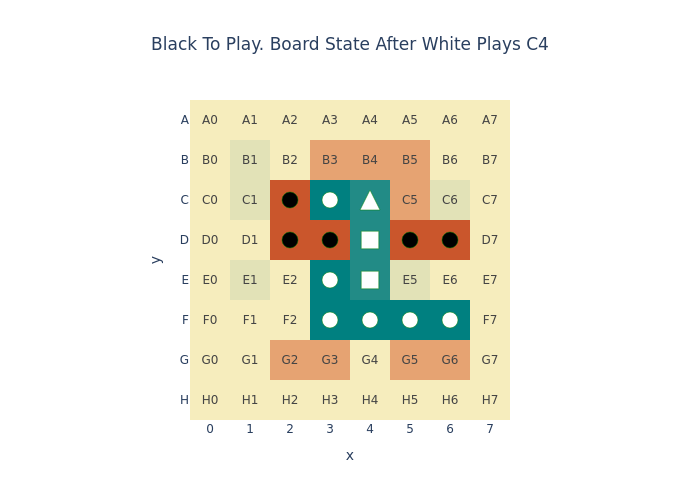 Black To Play. Board State After White Plays C4
A A0 A1 A2 A3 A4 A5 A6 A7
B B0 B1 B2 B3 B4 B5 B6 B7
C C0 C1 C5 C6 C7
D D0 D1 D7
E E0 E1 E2 E5 E6 E7
F F0 F1 F2 F7
G G0 G1 G2 G3 G4 G5 G6 G7
H H0 H1 H2 H3 H4 H5 H6 H7
0 1 2 3 4 5 6 7
x
y